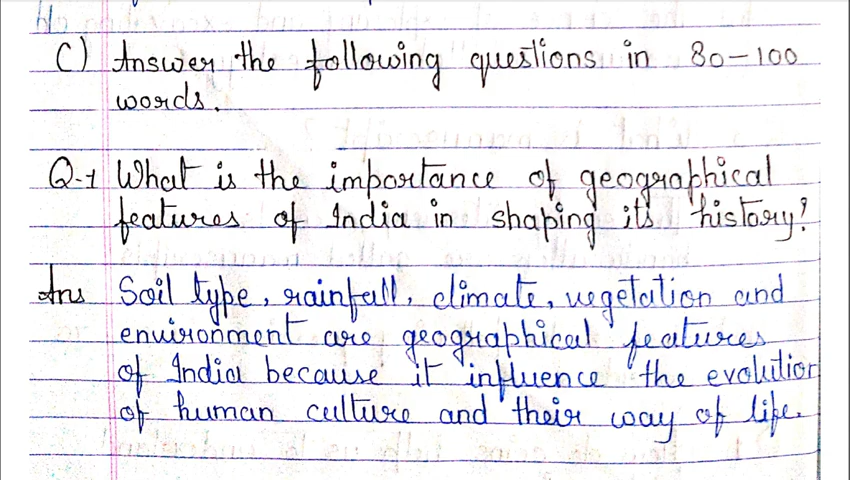 C) Answer the following questions in 80-100
words.
Q-1 What is the importance of geographical
features of India in shaping its history?
Ans Soil type, rainfall, climate, vegetation and
environment are geographical features
of India because it influence the evolution
of human culture and their way of life.